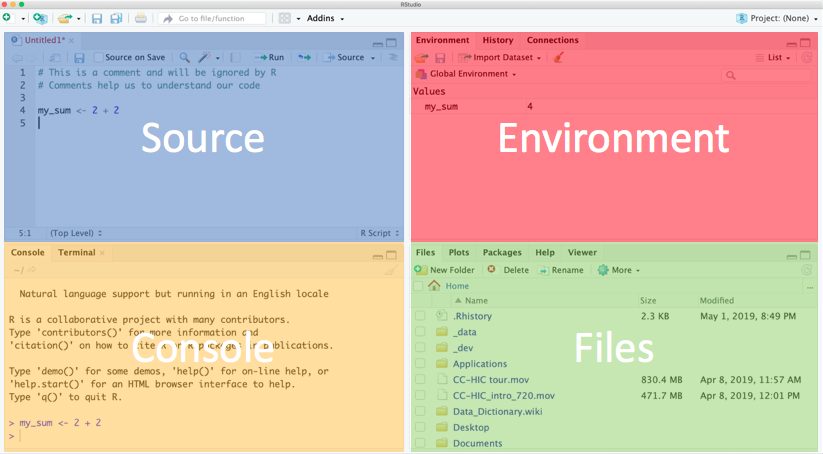 RStudio
Go to file/function
Addins
Project: (None)
Untitled1*
Source on Save
Run
Source
1 # This is a comment and will be ignored by R
2 # Comments help us to understand our code
3
4 my_sum <- 2 + 2
5
Source
5:1 (Top Level) R Script
Environment History Connections
Import Dataset List
Global Environment
Values
my_sum 4
Environment
Console Terminal
~/
Natural language support but running in an English locale
R is a collaborative project with many contributors.
Type 'contributors()' for more information and
'citation()' on how to cite R or R packages in publications.
Console
Type 'demo()' for some demos, 'help()' for on-line help, or
'help.start()' for an HTML browser interface to help.
Type 'q()' to quit R.
> my_sum <- 2 + 2
>
Files Plots Packages Help Viewer
New Folder Delete Rename More
Home ...
Name Size Modified
.Rhistory 2.3 KB May 1, 2019, 8:49 PM
_data
_dev
Files
Applications
CC-HIC tour.mov 830.4 MB Apr 8, 2019, 11:57 AM
CC-HIC_intro_720.mov 471.7 MB Apr 8, 2019, 12:01 PM
Data_Dictionary.wiki
Desktop
Documents